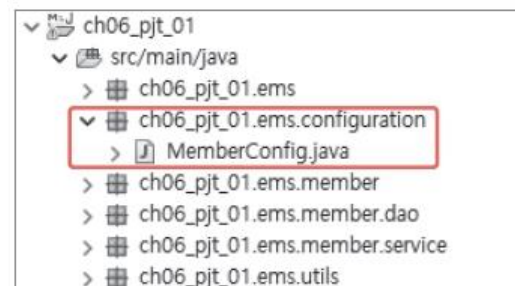 ch06_pjt_01
src/main/java
ch06_pjt_01.ems
ch06_pjt_01.ems.configuration
MemberConfig.java
ch06_pjt_01.ems.member
ch06_pjt_01.ems.member.dao
ch06_pjt_01.ems.member.service
ch06_pjt_01.ems.utils